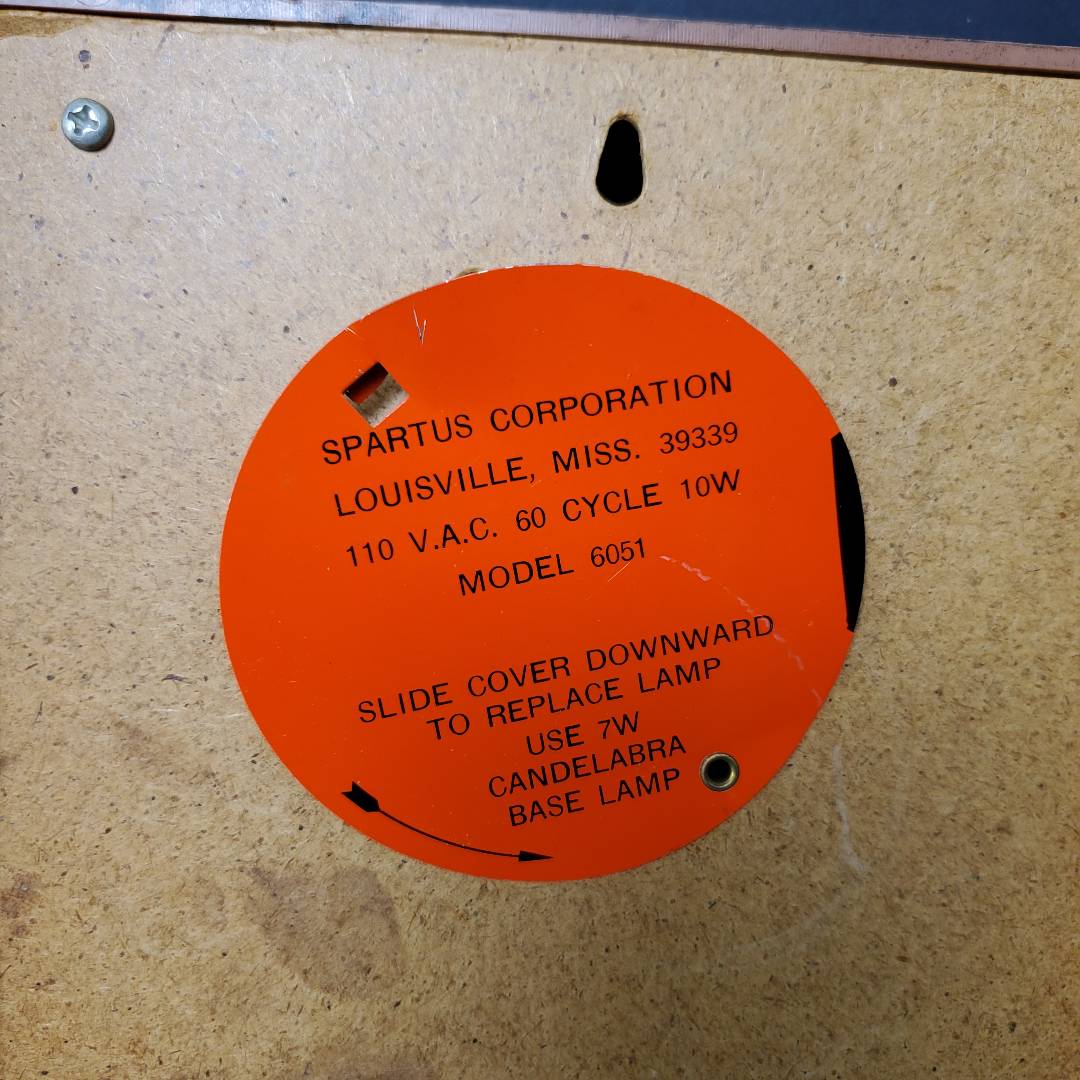 SPARTUS CORPORATION
LOUISVILLE, MISS. 39339
110 V.A.C. 60 CYCLE 10W
MODEL 6051
SLIDE COVER DOWNWARD
TO REPLACE LAMP
USE 7W
CANDELABRA
BASE LAMP